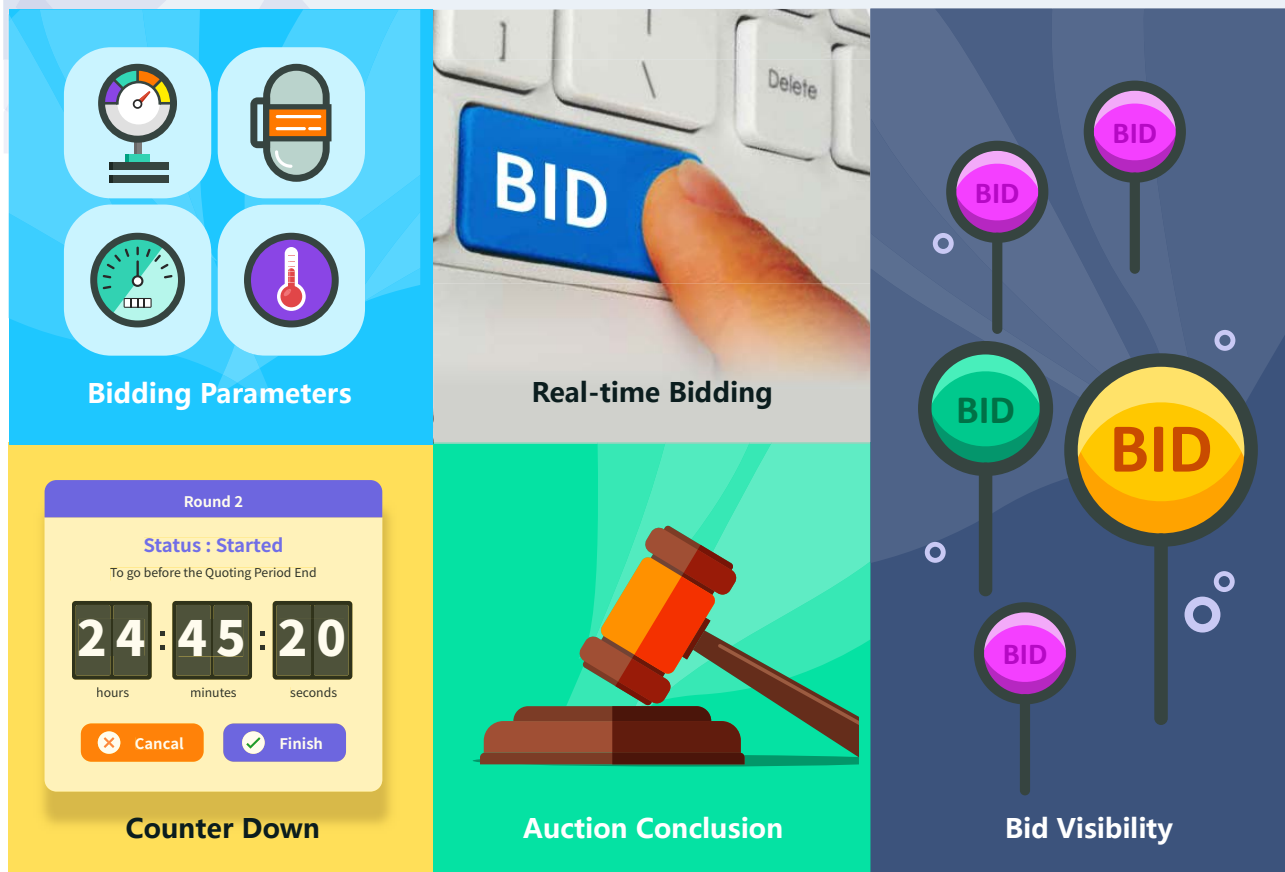 Bidding Parameters
]
\
Delete
BID
Real-time Bidding
BID
BID
BID
BID
BID
Bid Visibility
Round 2
Status : Started
To go before the Quoting Period End
24 : 45 : 20
hours minutes seconds
Cancal Finish
Counter Down
Auction Conclusion